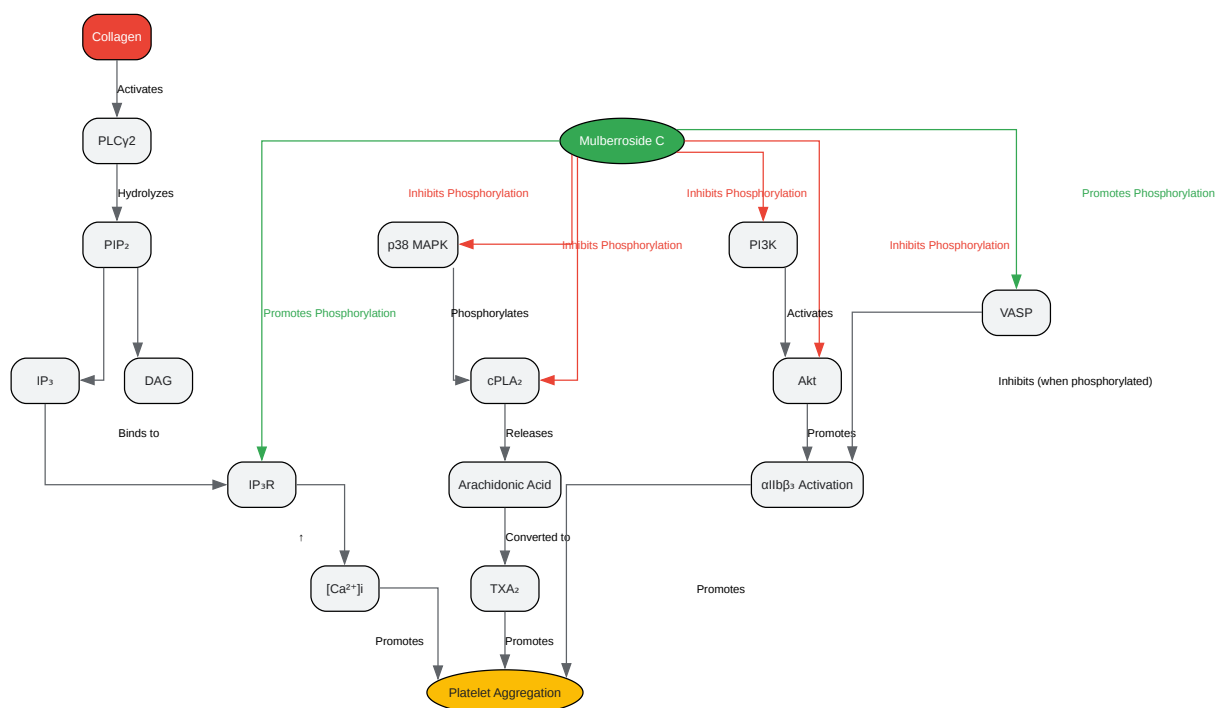 Collagen
Activates
PLCγ2
Mulberroside C
Hydrolyzes
Inhibits Phosphorylation
Inhibits Phosphorylation
Promotes Phosphorylation
PIP₂
p38 MAPK
Inhibits Phosphorylation
PI3K
Inhibits Phosphorylation
Promotes Phosphorylation
Phosphorylates
Activates
VASP
IP₃
DAG
cPLA₂
Akt
Inhibits (when phosphorylated)
Binds to
Releases
Promotes
IP₃R
Arachidonic Acid
αIIbβ₃ Activation
↑
Converted to
[Ca²⁺]i
TXA₂
Promotes
Promotes
Promotes
Platelet Aggregation